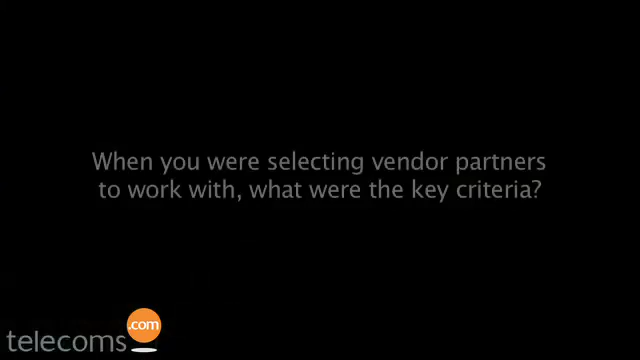 When you were selecting vendor partners
to work with, what were the key criteria?
telecoms.com